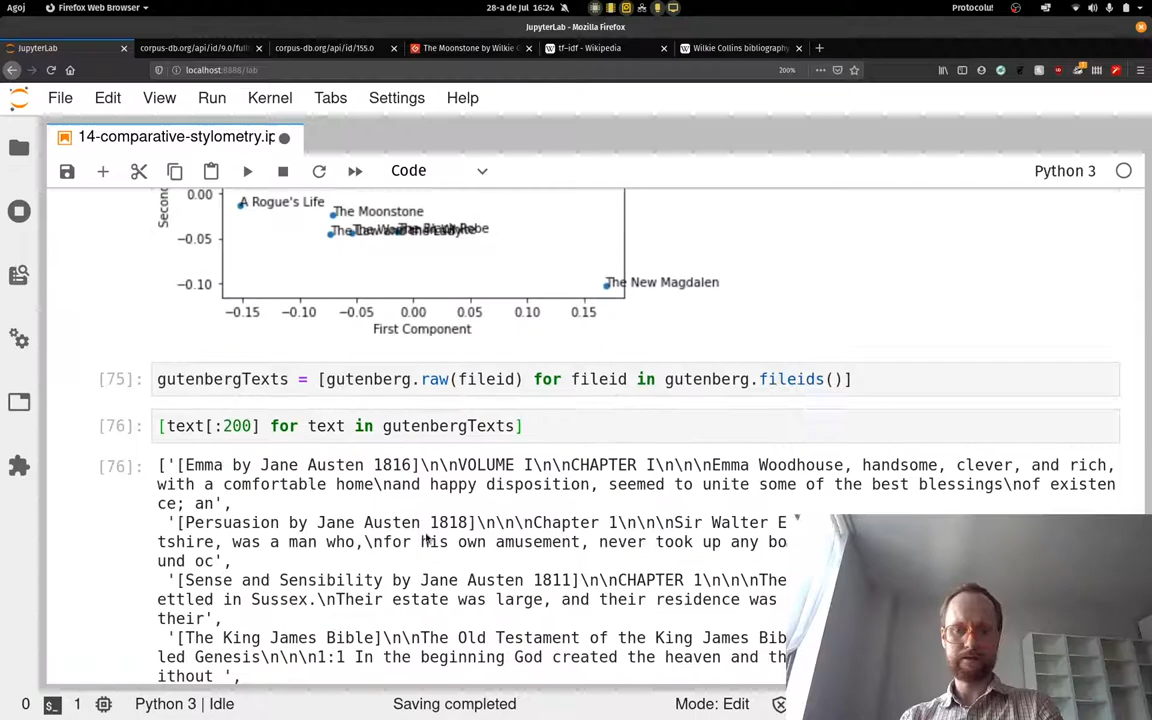 Agoj
Firefox Web Browser
28-a de Jul 16:24
Protocolu!
JupyterLab - Mozilla Firefox
JupyterLab
corpus-db.org/api/id/9.0/full
corpus-db.org/api/id/155.0
The Moonstone by Wilkie
tf-idf - Wikipedia
Wilkie Collins bibliography
localhost:8888/lab
200%
File Edit View Run Kernel Tabs Settings Help
14-comparative-stylometry.ip
Code
Python 3
0.00
−0.05
−0.10
Secon
A Rogue's Life
The Moonstone
The New Magdalen
−0.15 −0.10 −0.05 0.00 0.05 0.10 0.15
First Component
[75]: gutenbergTexts = [gutenberg.raw(fileid) for fileid in gutenberg.fileids()]
[76]: [text[:200] for text in gutenbergTexts]
[76]: ['[Emma by Jane Austen 1816]\n\nVOLUME I\n\nCHAPTER I\n\n\nEmma Woodhouse, handsome, clever, and rich,
with a comfortable home\nand happy disposition, seemed to unite some of the best blessings\nof existen
ce; an',
'[Persuasion by Jane Austen 1818]\n\n\nChapter 1\n\n\nSir Walter E
tshire, was a man who,\nfor his own amusement, never took up any bo
und oc',
'[Sense and Sensibility by Jane Austen 1811]\n\nCHAPTER 1\n\n\nThe
ettled in Sussex.\nTheir estate was large, and their residence was
their',
'[The King James Bible]\n\nThe Old Testament of the King James Bib
led Genesis\n\n\n1:1 In the beginning God created the heaven and th
ithout ',
0
1
Python 3 | Idle
Saving completed
Mode: Edit